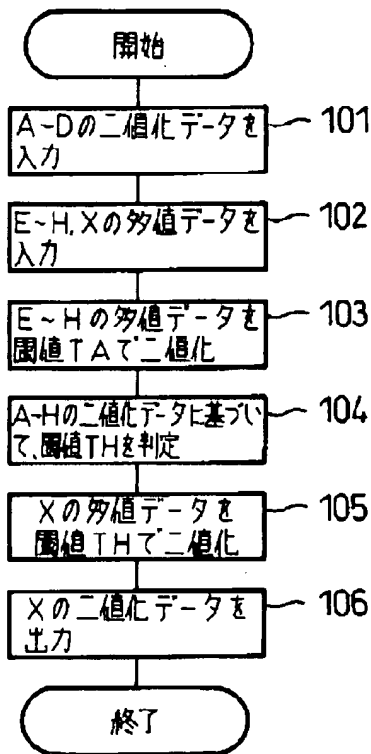 開始
A~Dの二値化データを 101
入力
E~H,Xの多値データを 102
入力
E~Hの多値データを 103
閾値TAで二値化
A~Hの二値化データに基づい 104
て、閾値THを判定
Xの多値データを 105
閾値THで二値化
Xの二値化データを 106
出力
終了